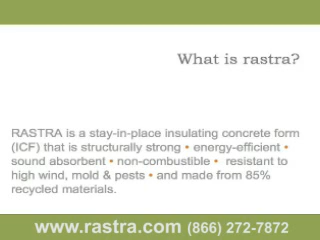 What is rastra?
RASTRA is a stay-in-place insulating concrete form
(ICF) that is structurally strong • energy-efficient •
sound absorbent • non-combustible • resistant to
high wind, mold & pests • and made from 85%
recycled materials.
www.rastra.com (866) 272-7872